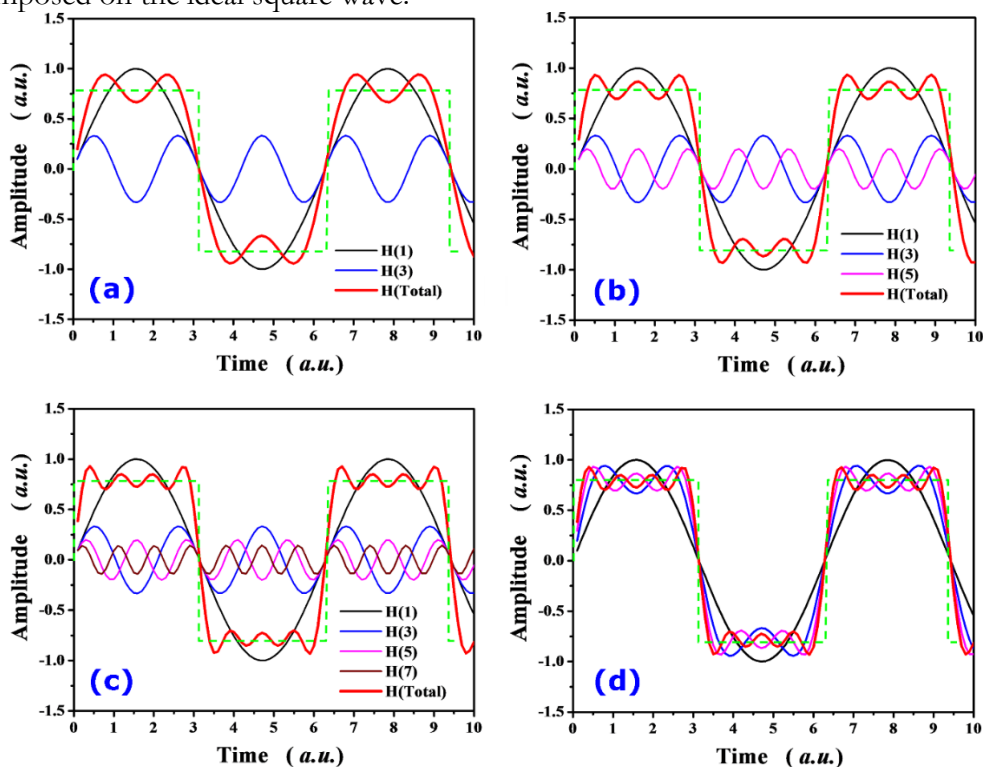 mposed on the ideal square wave.
1.5
1.0
0.5
0.0
-0.5
-1.0
-1.5
Amplitude ( a.u.)
H(1)
H(3)
H(Total)
(a)
0 1 2 3 4 5 6 7 8 9 10
Time ( a.u.)
1.5
1.0
0.5
0.0
-0.5
-1.0
-1.5
Amplitude ( a.u.)
H(1)
H(3)
H(5)
H(Total)
(b)
0 1 2 3 4 5 6 7 8 9 10
Time ( a.u.)
1.5
1.0
0.5
0.0
-0.5
-1.0
-1.5
Amplitude ( a.u.)
H(1)
H(3)
H(5)
H(7)
H(Total)
(c)
0 1 2 3 4 5 6 7 8 9 10
Time ( a.u.)
1.5
1.0
0.5
0.0
-0.5
-1.0
-1.5
Amplitude ( a.u.)
(d)
0 1 2 3 4 5 6 7 8 9 10
Time ( a.u.)